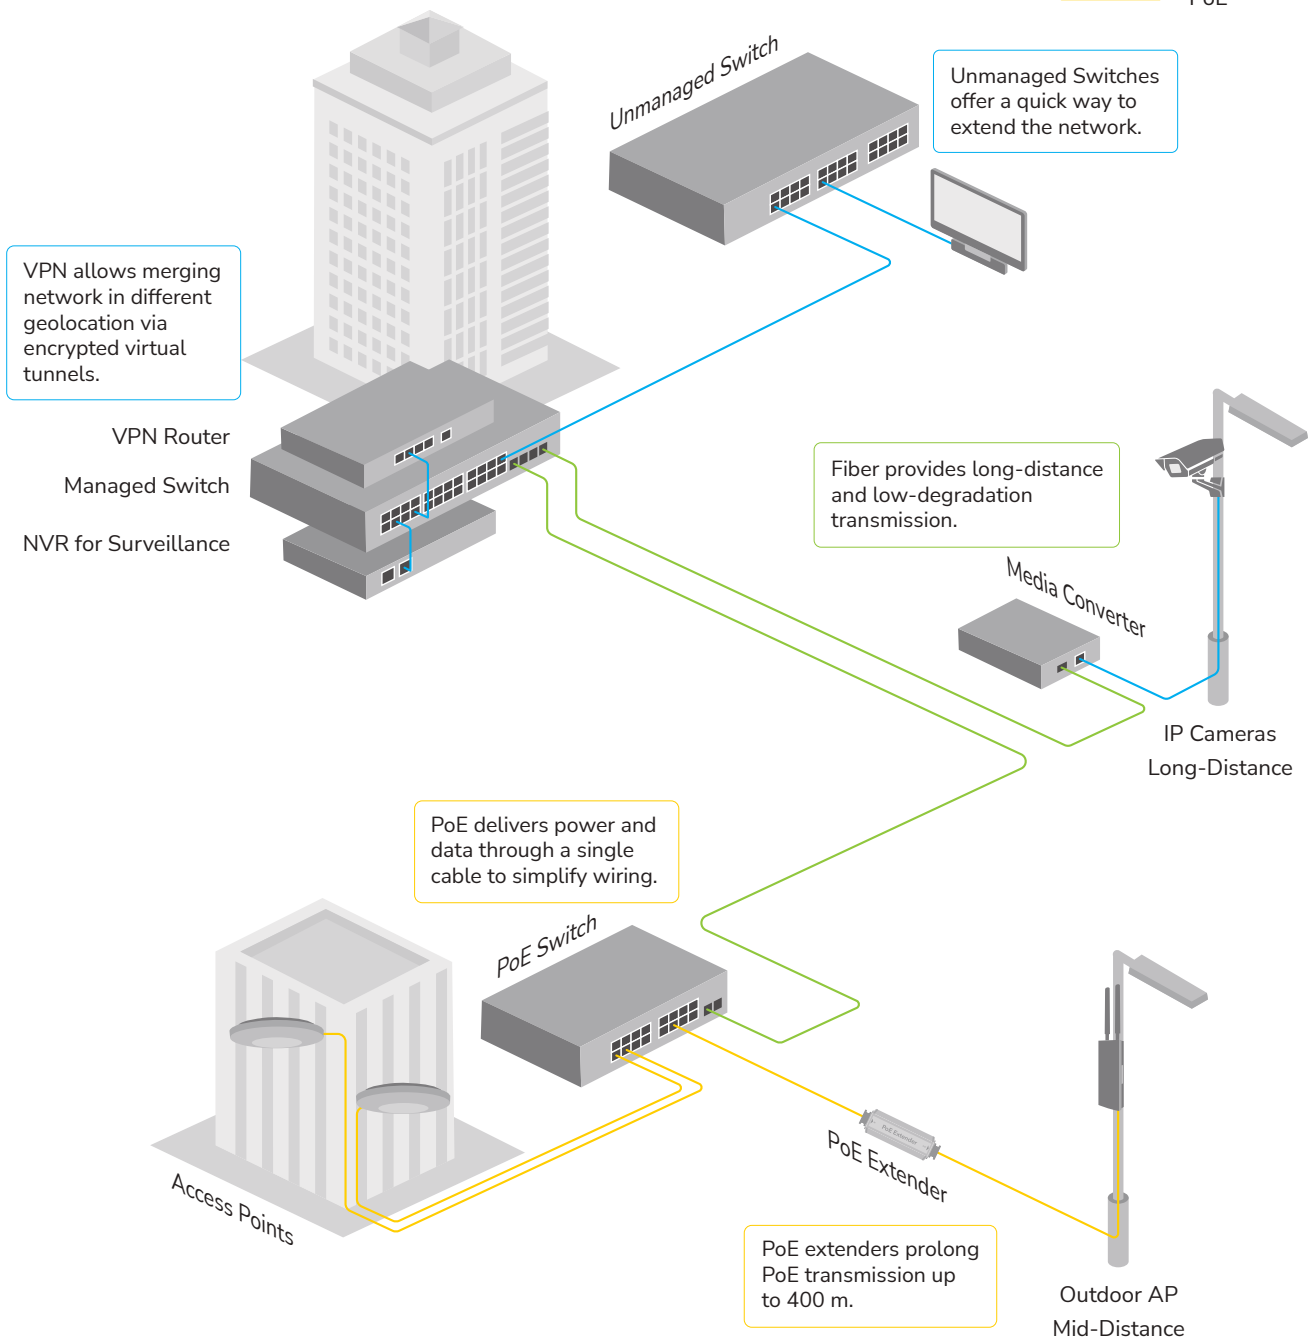 PoE
Unmanaged Switch
Unmanaged Switches
offer a quick way to
extend the network.
VPN allows merging
network in different
geolocation via
encrypted virtual
tunnels.
VPN Router
Managed Switch
NVR for Surveillance
Fiber provides long-distance
and low-degradation
transmission.
Media Converter
IP Cameras
Long-Distance
PoE delivers power and
data through a single
cable to simplify wiring.
PoE Switch
Access Points
PoE Extender
PoE Extender
PoE extenders prolong
PoE transmission up
to 400 m.
Outdoor AP
Mid-Distance